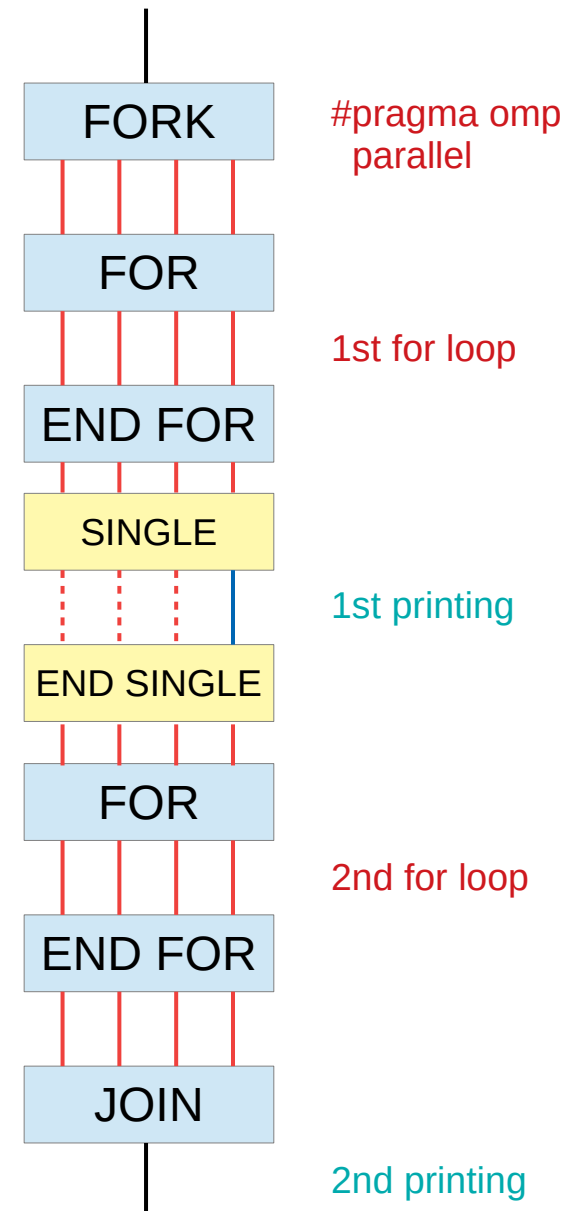 FORK
#pragma omp
parallel
FOR
1st for loop
END FOR
SINGLE
1st printing
END SINGLE
FOR
2nd for loop
END FOR
JOIN
2nd printing